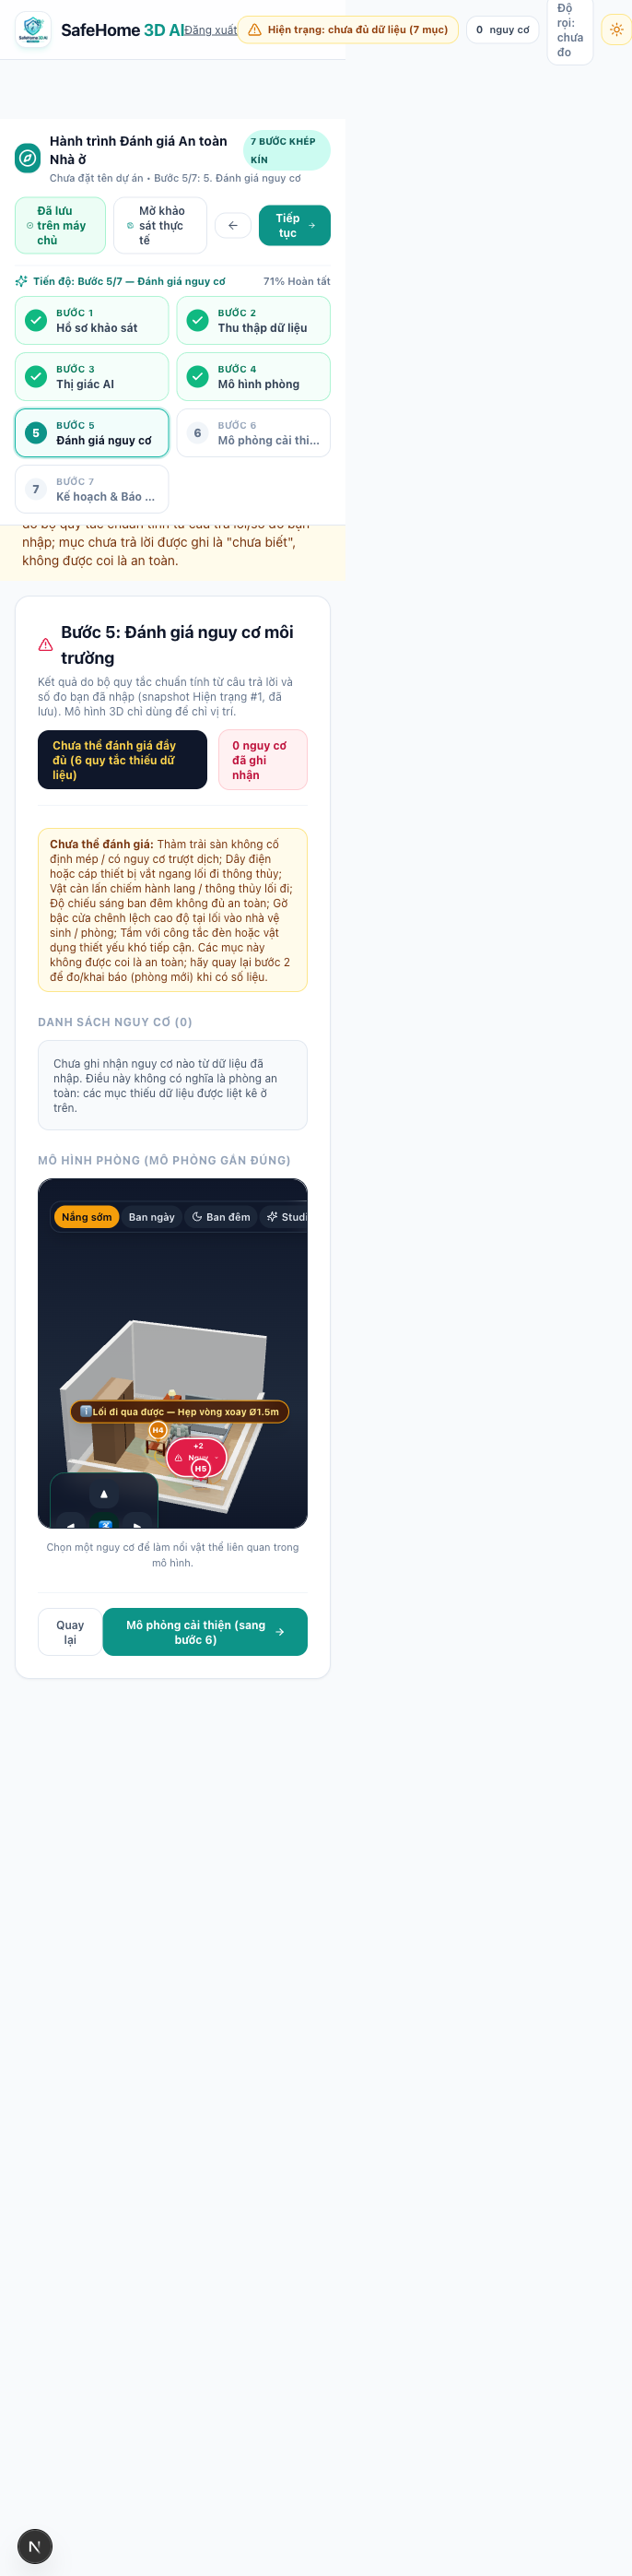 SafeHome 3D AI
Đăng xuất
Hiện trạng: chưa đủ dữ liệu (7 mục)
0 nguy cơ
Độ
rọi:
chưa
đo
Hành trình Đánh giá An toàn
Nhà ở
7 BƯỚC KHÉP
KÍN
Chưa đặt tên dự án • Bước 5/7: 5. Đánh giá nguy cơ
Đã lưu
trên máy
chủ
Mở khảo
sát thực
tế
Tiếp
tục
Tiến độ: Bước 5/7 — Đánh giá nguy cơ
71% Hoàn tất
BƯỚC 1
Hồ sơ khảo sát
BƯỚC 2
Thu thập dữ liệu
BƯỚC 3
Thị giác AI
BƯỚC 4
Mô hình phòng
5
BƯỚC 5
Đánh giá nguy cơ
6
BƯỚC 6
Mô phỏng cải thi...
7
BƯỚC 7
Kế hoạch & Báo ...
do bộ quy tắc chuẩn tính từ câu trả lời/số đo bạn
nhập; mục chưa trả lời được ghi là "chưa biết",
không được coi là an toàn.
Bước 5: Đánh giá nguy cơ môi
trường
Kết quả do bộ quy tắc chuẩn tính từ câu trả lời và
số đo bạn đã nhập (snapshot Hiện trạng #1, đã
lưu). Mô hình 3D chỉ dùng để chỉ vị trí.
Chưa thể đánh giá đầy
đủ (6 quy tắc thiếu dữ
liệu)
0 nguy cơ
đã ghi
nhận
Chưa thể đánh giá: Thảm trải sàn không cố
định mép / có nguy cơ trượt dịch; Dây điện
hoặc cáp thiết bị vắt ngang lối đi thông thủy;
Vật cản lấn chiếm hành lang / thông thủy lối đi;
Độ chiếu sáng ban đêm không đủ an toàn; Gờ
bậc cửa chênh lệch cao độ tại lối vào nhà vệ
sinh / phòng; Tầm với công tắc đèn hoặc vật
dụng thiết yếu khó tiếp cận. Các mục này
không được coi là an toàn; hãy quay lại bước 2
để đo/khai báo (phòng mới) khi có số liệu.
DANH SÁCH NGUY CƠ (0)
Chưa ghi nhận nguy cơ nào từ dữ liệu đã
nhập. Điều này không có nghĩa là phòng an
toàn: các mục thiếu dữ liệu được liệt kê ở
trên.
MÔ HÌNH PHÒNG (MÔ PHỎNG GẦN ĐÚNG)
Nắng sớm
Ban ngày
Ban đêm
Studi
Lối đi qua được — Hẹp vòng xoay Ø1.5m
H4
+2
H5
Chọn một nguy cơ để làm nổi vật thể liên quan trong
mô hình.
Quay
lại
Mô phỏng cải thiện (sang
bước 6)
N